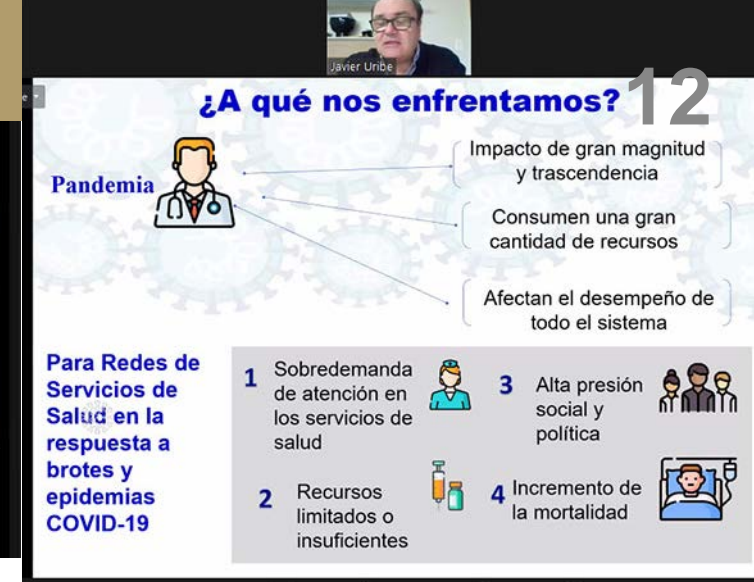 Javier Uribe
¿A qué nos enfrentamos?
12
Pandemia
Impacto de gran magnitud
y trascendencia
Consumen una gran
cantidad de recursos
Afectan el desempeño de
todo el sistema
Para Redes de
Servicios de
Salud en la
respuesta a
brotes y
epidemias
COVID-19
1 Sobredemanda
de atención en
los servicios de
salud
2 Recursos
limitados o
insuficientes
3 Alta presión
social y
política
4 Incremento de
la mortalidad